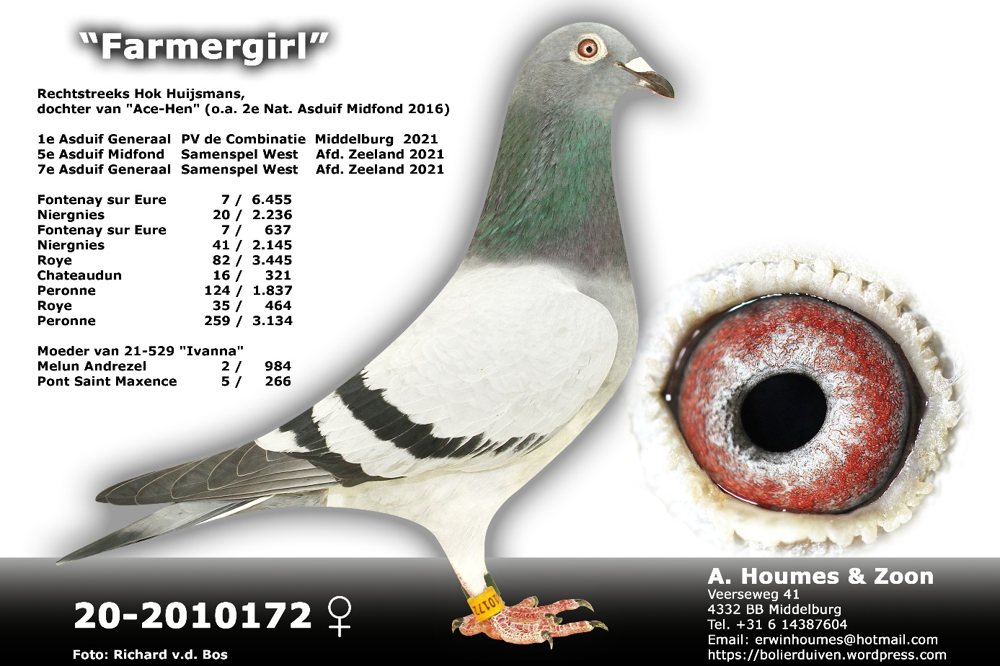 “Farmergirl”
Rechtstreeks Hok Huijsmans,
dochter van "Ace-Hen" (o.a. 2e Nat. Asduif Midfond 2016)
1e Asduif Generaal PV de Combinatie Middelburg 2021
5e Asduif Midfond Samenspel West Afd. Zeeland 2021
7e Asduif Generaal Samenspel West Afd. Zeeland 2021
Fontenay sur Eure 7 / 6.455
Niergnies 20 / 2.236
Fontenay sur Eure 7 / 637
Niergnies 41 / 2.145
Roye 82 / 3.445
Chateaudun 16 / 321
Peronne 124 / 1.837
Roye 35 / 464
Peronne 259 / 3.134
Moeder van 21-529 "Ivanna"
Melun Andrezel 2 / 984
Pont Saint Maxence 5 / 266
20-2010172 ♀
Foto: Richard v.d. Bos
A. Houmes & Zoon
Veerseweg 41
4332 BB Middelburg
Tel. +31 6 14387604
Email: erwinhoumes@hotmail.com
https://bolierduiven.wordpress.com